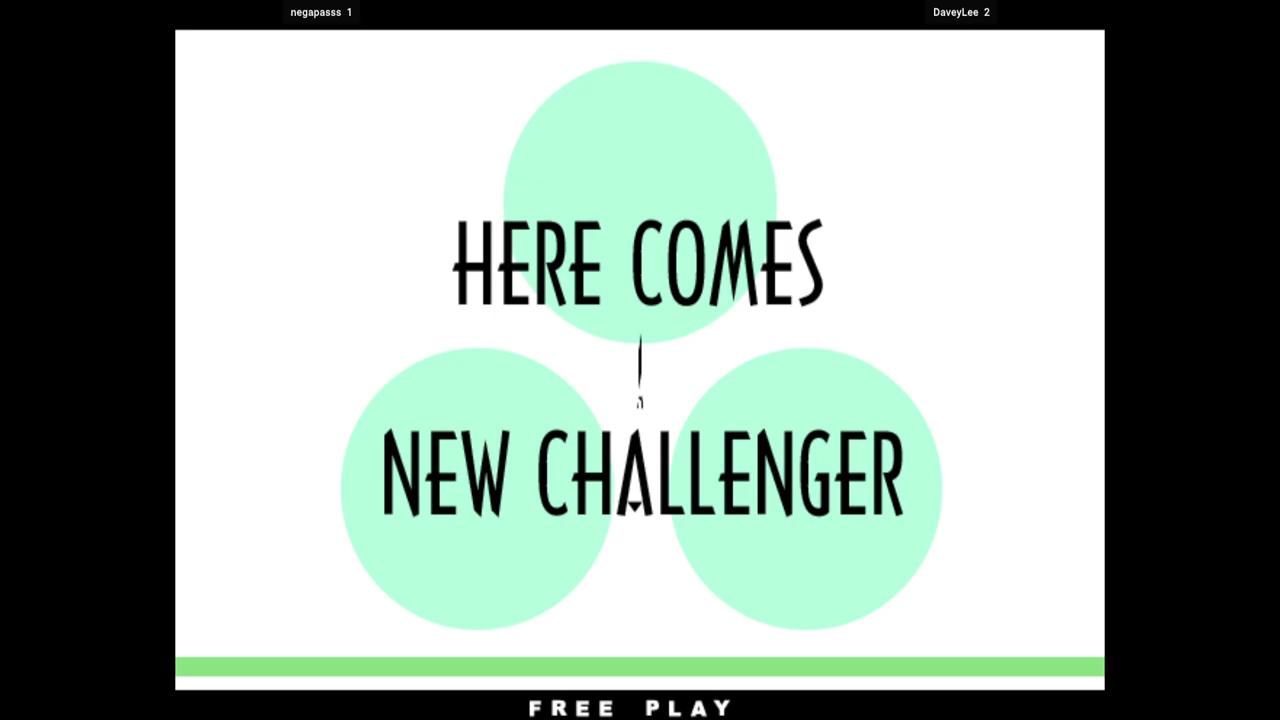 negapasss 1
DaveyLee 2
HERE COMES
NEW CHALLENGER
FREE PLAY